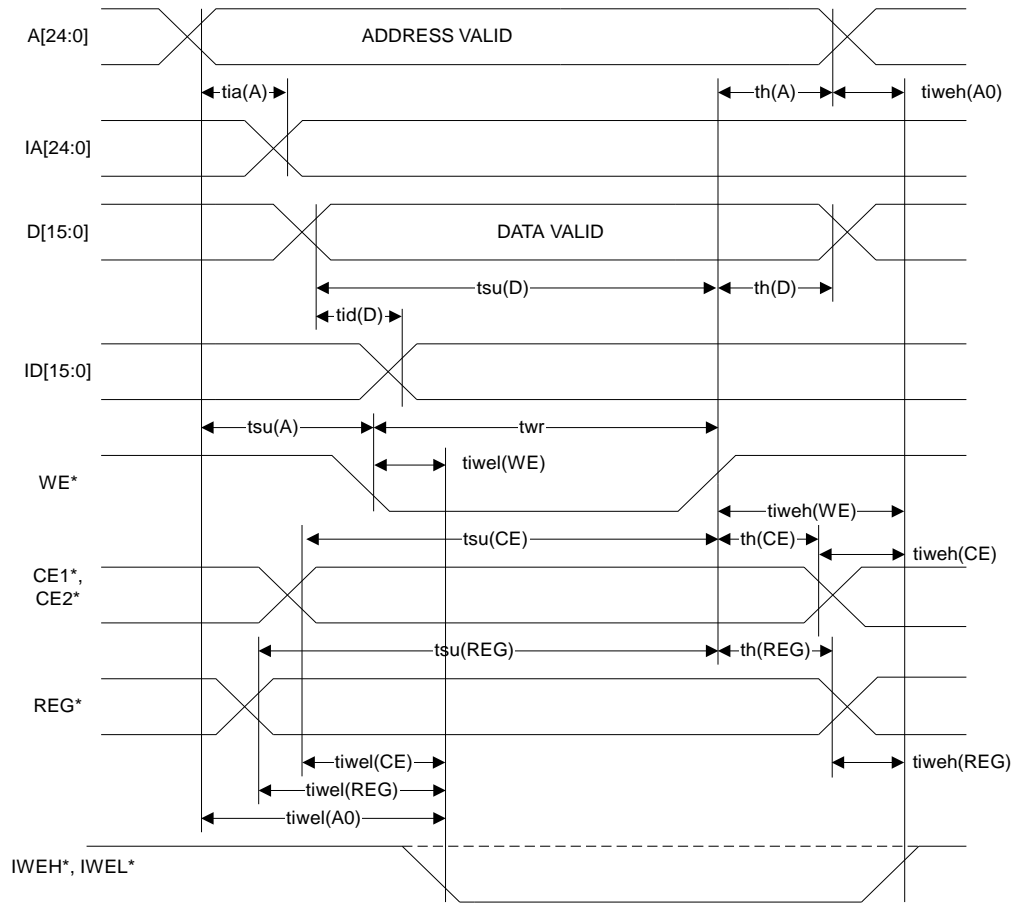 A[24:0]
ADDRESS VALID
tia(A)
th(A)
tiweh(A0)
IA[24:0]
D[15:0]
DATA VALID
tsu(D)
th(D)
tid(D)
ID[15:0]
tsu(A)
twr
tiwel(WE)
WE*
tiweh(WE)
tsu(CE)
th(CE)
tiweh(CE)
CE1*,
CE2*
tsu(REG)
th(REG)
REG*
tiwel(CE)
tiweh(REG)
tiwel(REG)
tiwel(A0)
IWEH*, IWEL*